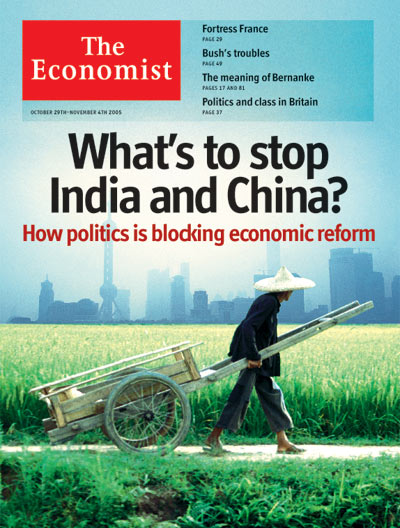 The
Economist
OCTOBER 29TH-NOVEMBER 4TH 2005
Fortress France
PAGE 29
Bush's troubles
PAGE 49
The meaning of Bernanke
PAGES 17 AND 81
Politics and class in Britain
PAGE 37
What's to stop
India and China?
How politics is blocking economic reform